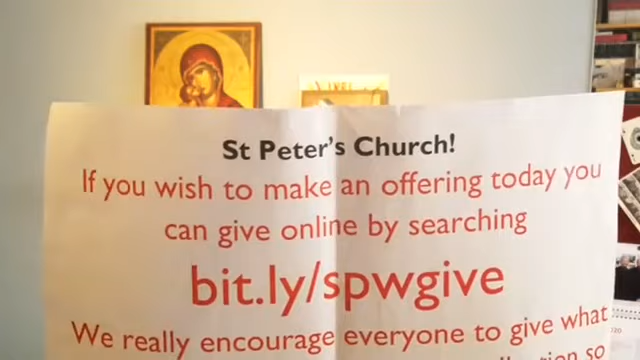 St Peter's Church!
If you wish to make an offering today you
can give online by searching
bit.ly/spwgive
We really encourage everyone to give what
so